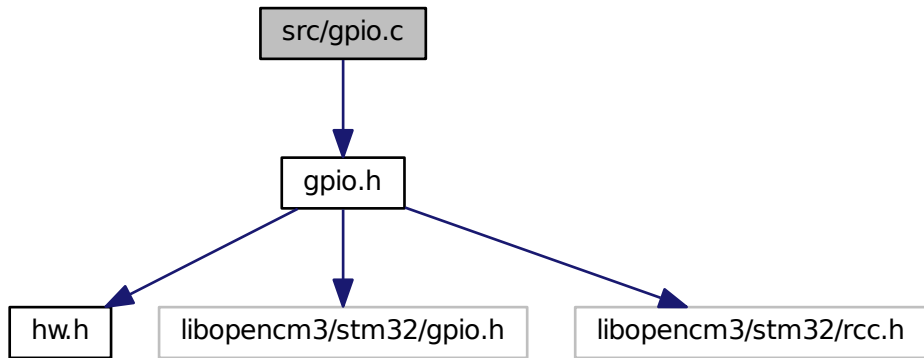 src/gpio.c
gpio.h
hw.h
libopencm3/stm32/gpio.h
libopencm3/stm32/rcc.h